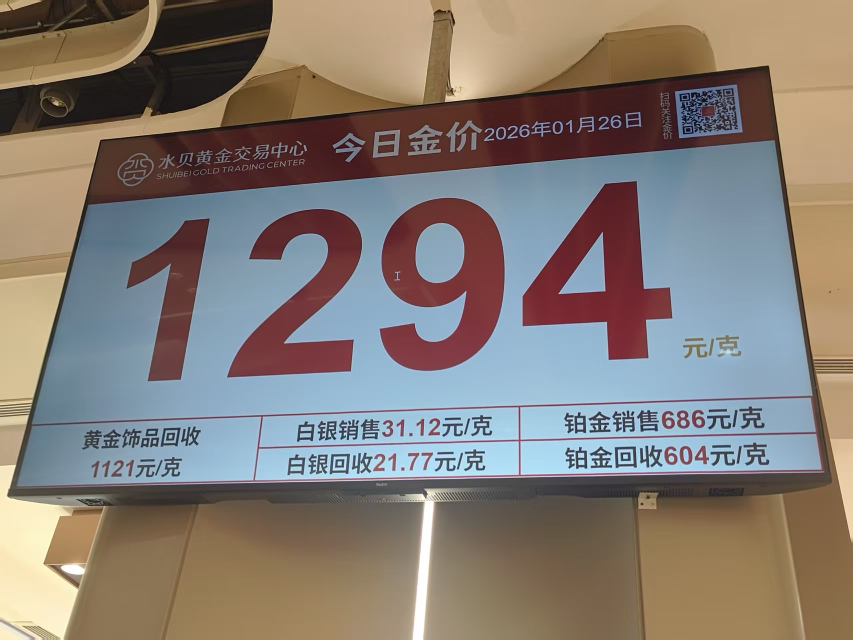 水贝黄金交易中心
SHUIBEI GOLD TRADING CENTER
今日金价
2026年01月26日
扫码关注金价
1294
元/克
黄金饰品回收
1121元/克
白银销售31.12元/克
白银回收21.77元/克
铂金销售686元/克
铂金回收604元/克